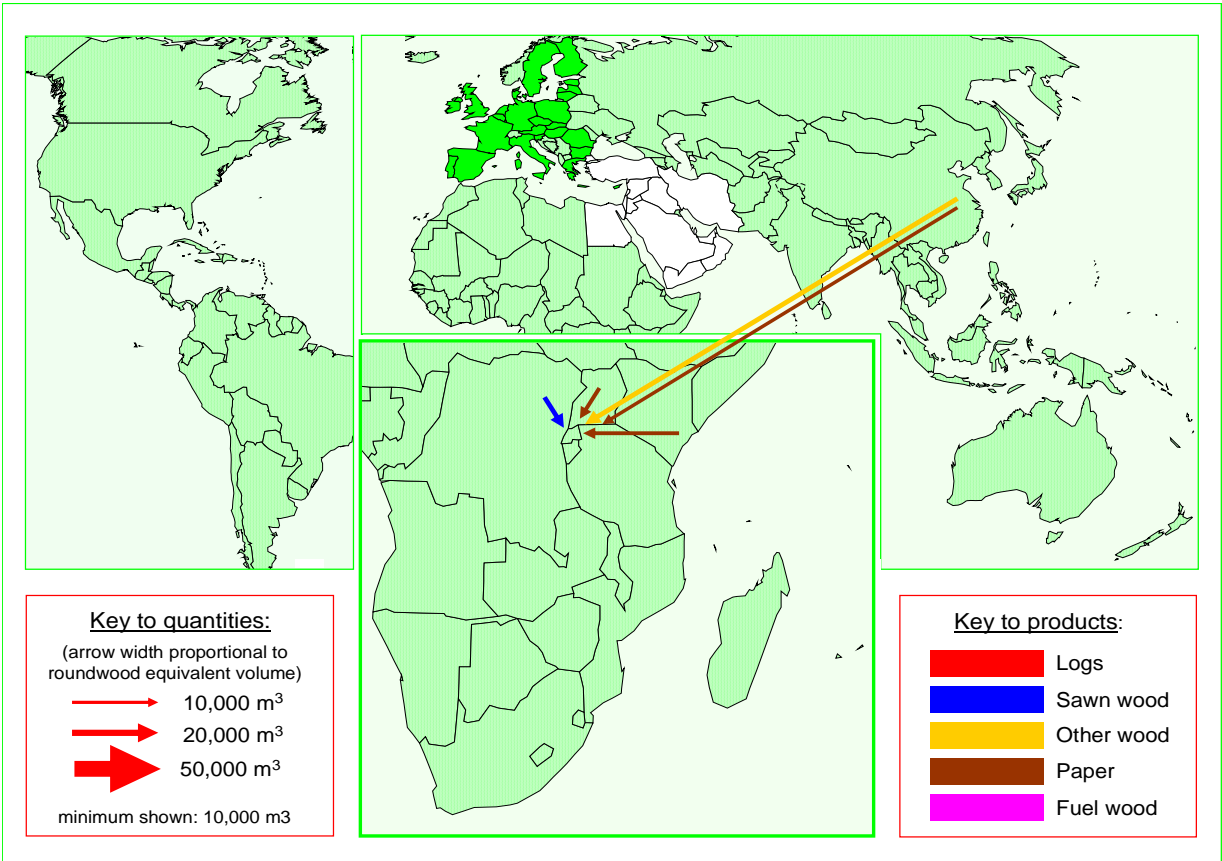 Key to quantities:
(arrow width proportional to
roundwood equivalent volume)
10,000 m³
20,000 m³
50,000 m³
minimum shown: 10,000 m3
Key to products:
Logs
Sawn wood
Other wood
Paper
Fuel wood